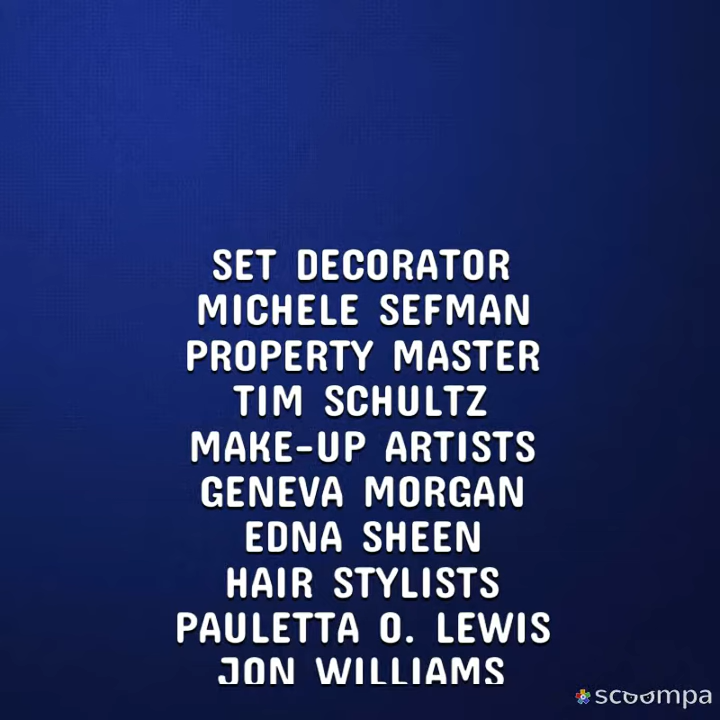 SET DECORATOR
MICHELE SEFMAN
PROPERTY MASTER
TIM SCHULTZ
MAKE-UP ARTISTS
GENEVA MORGAN
EDNA SHEEN
HAIR STYLISTS
PAULETTA O. LEWIS
JON WILLIAMS
scoompa